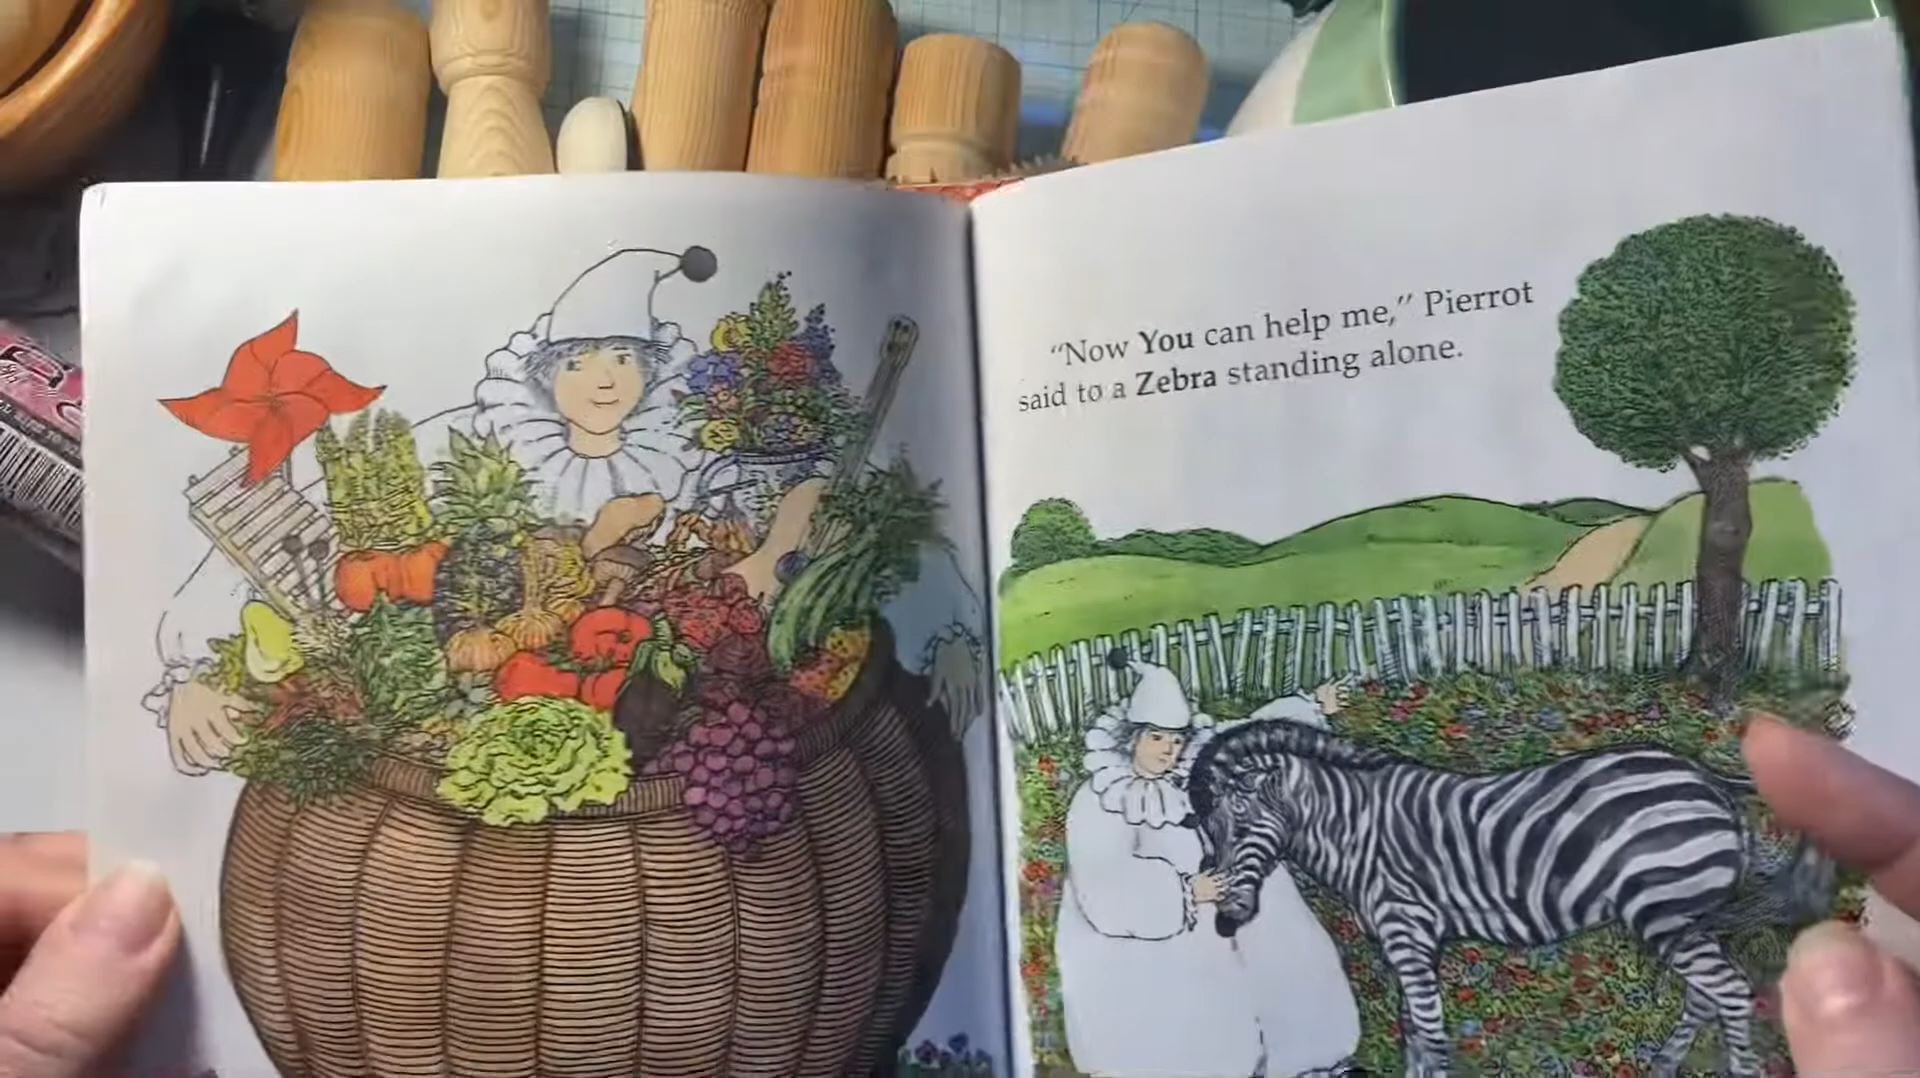 “Now You can help me,” Pierrot
said to a Zebra standing alone.